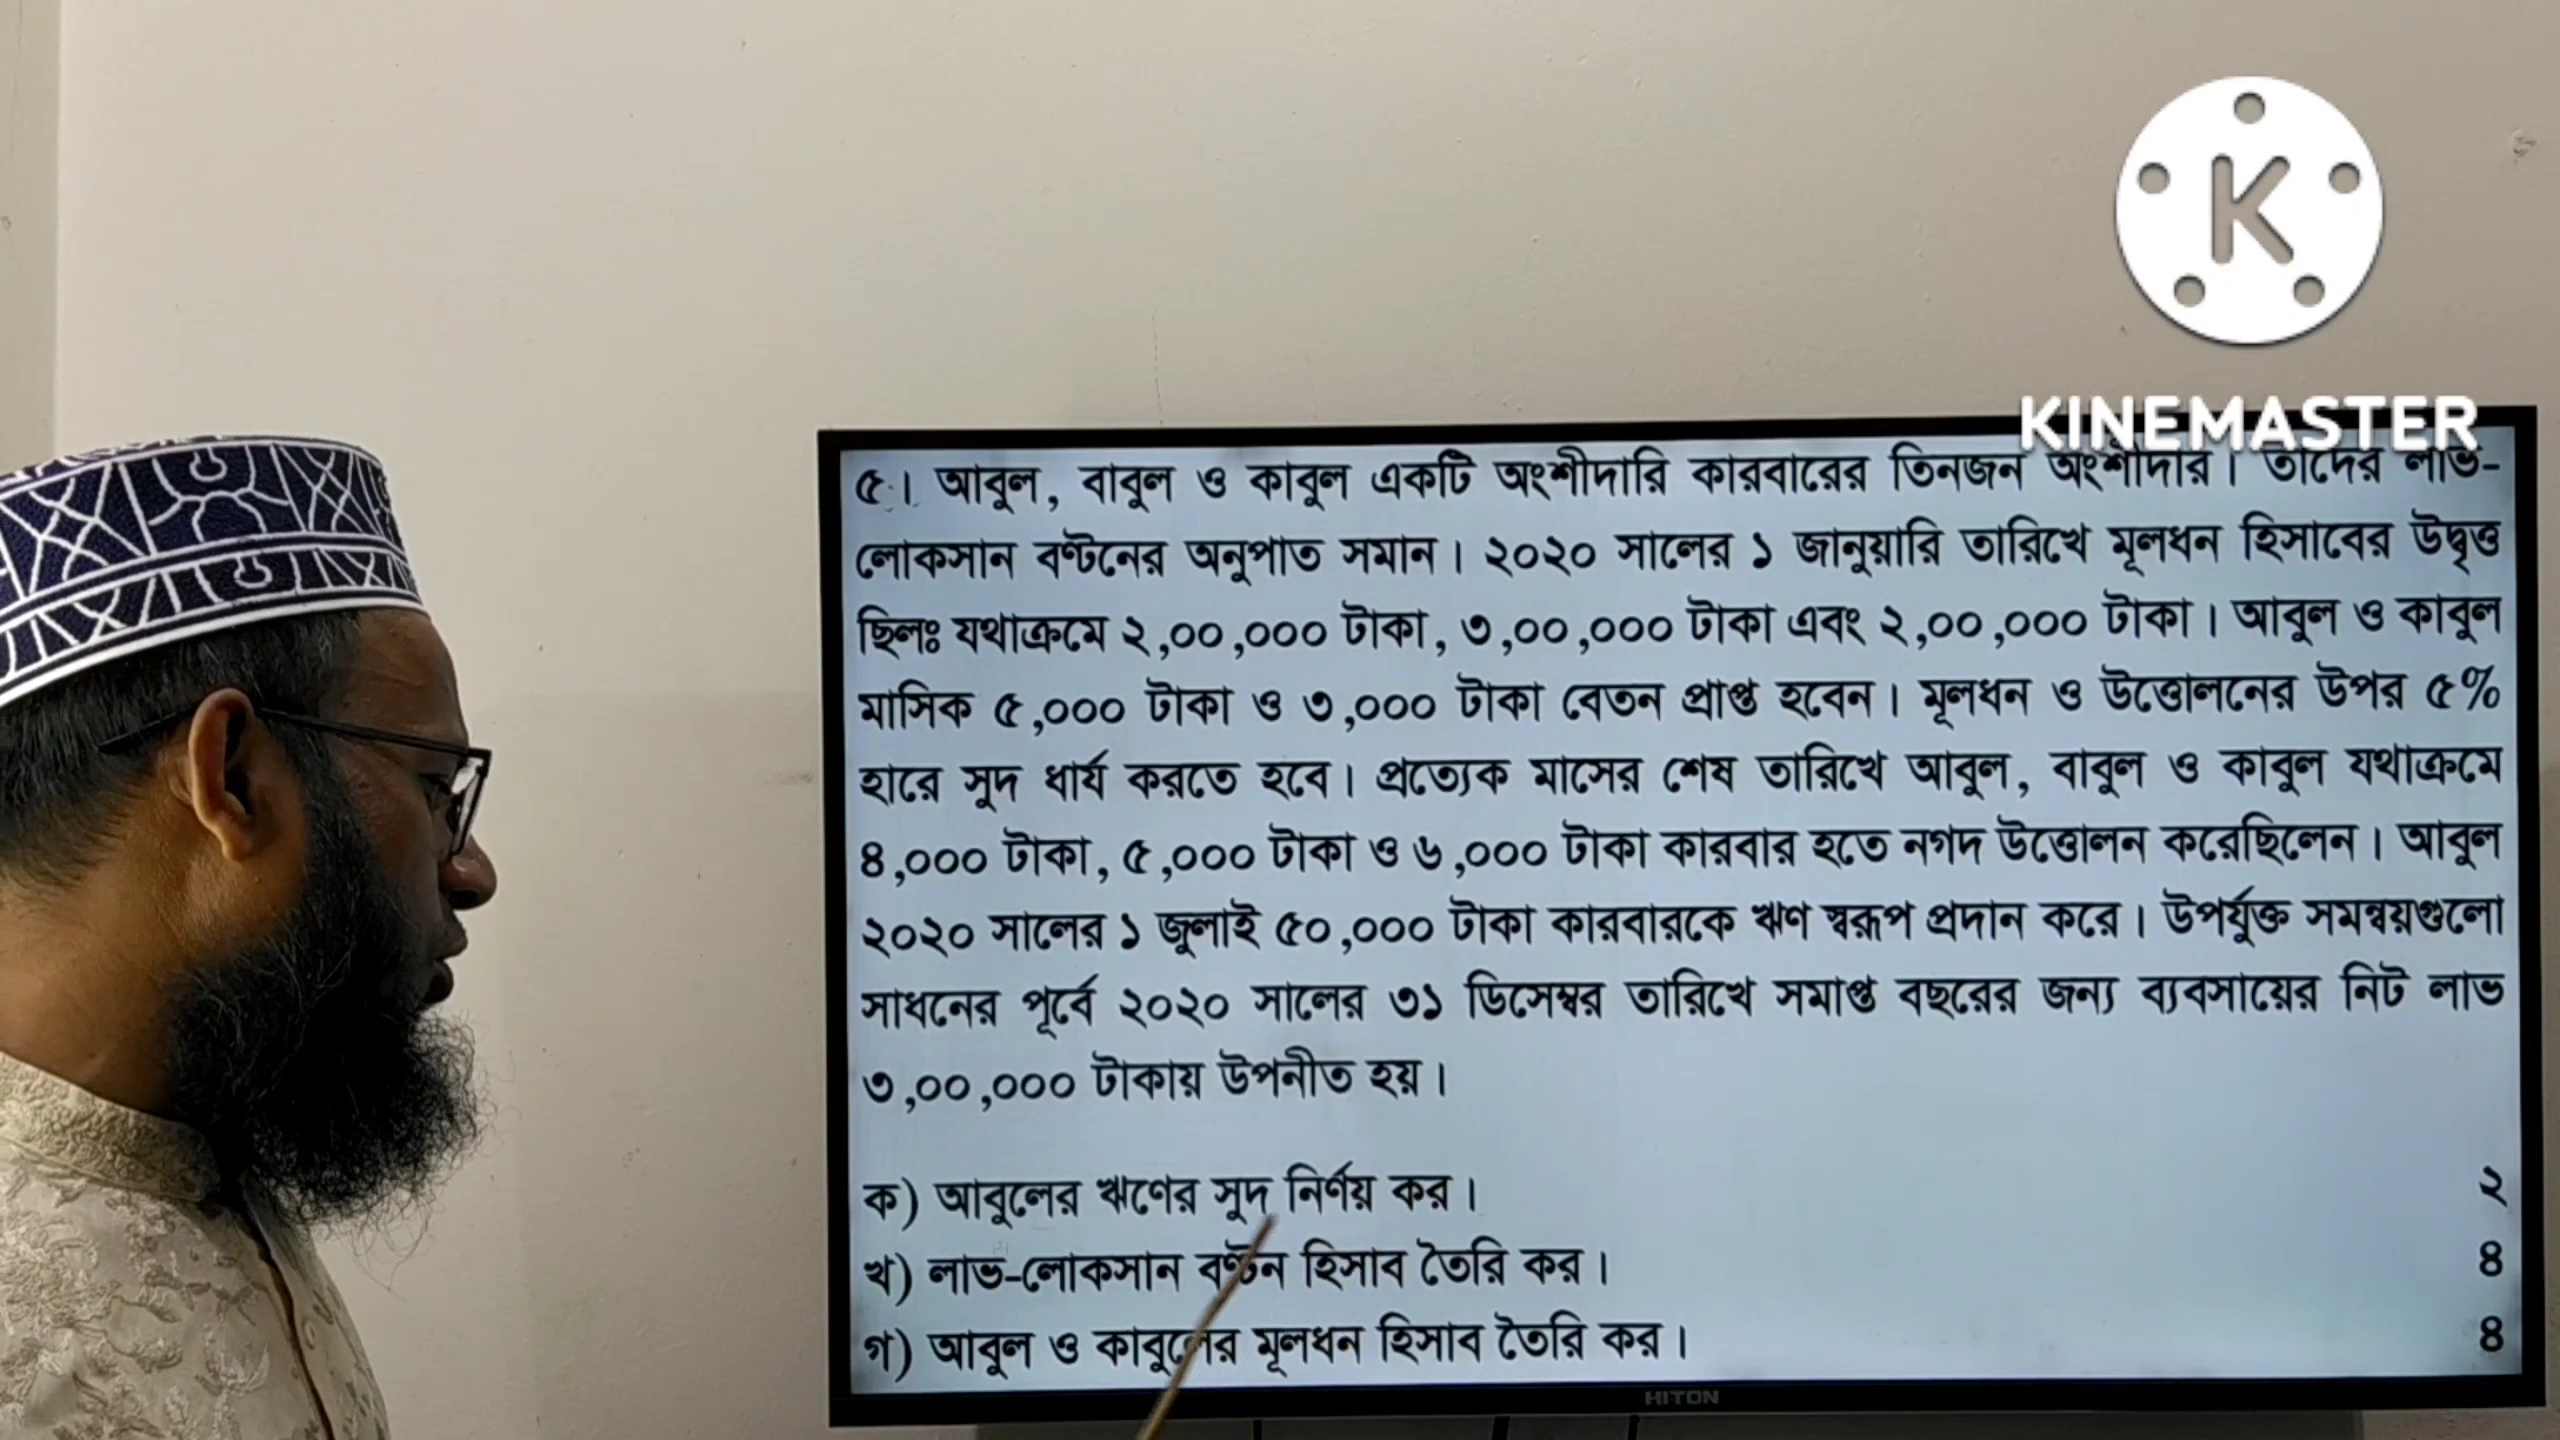 KINEMASTER
৫। আবুল, বাবুল ও কাবুল একটি অংশীদারি কারবারের তিনজন অংশীদার। তাদের লাভ-
লোকসান বণ্টনের অনুপাত সমান। ২০২০ সালের ১ জানুয়ারি তারিখে মূলধন হিসাবের উদ্বৃত্ত
ছিলঃ যথাক্রমে ২,০০,০০০ টাকা, ৩,০০,০০০ টাকা এবং ২,০০,০০০ টাকা। আবুল ও কাবুল
মাসিক ৫,০০০ টাকা ও ৩,০০০ টাকা বেতন প্রাপ্ত হবেন। মূলধন ও উত্তোলনের উপর ৫%
হারে সুদ ধার্য করতে হবে। প্রত্যেক মাসের শেষ তারিখে আবুল, বাবুল ও কাবুল যথাক্রমে
৪,০০০ টাকা, ৫,০০০ টাকা ও ৬,০০০ টাকা কারবার হতে নগদ উত্তোলন করেছিলেন। আবুল
২০২০ সালের ১ জুলাই ৫০,০০০ টাকা কারবারকে ঋণ স্বরূপ প্রদান করে। উপর্যুক্ত সমন্বয়গুলো
সাধনের পূর্বে ২০২০ সালের ৩১ ডিসেম্বর তারিখে সমাপ্ত বছরের জন্য ব্যবসায়ের নিট লাভ
৩,০০,০০০ টাকায় উপনীত হয়।
ক) আবুলের ঋণের সুদ নির্ণয় কর। ২
খ) লাভ-লোকসান বণ্টন হিসাব তৈরি কর। ৪
গ) আবুল ও কাবুলের মূলধন হিসাব তৈরি কর। ৪
HITON